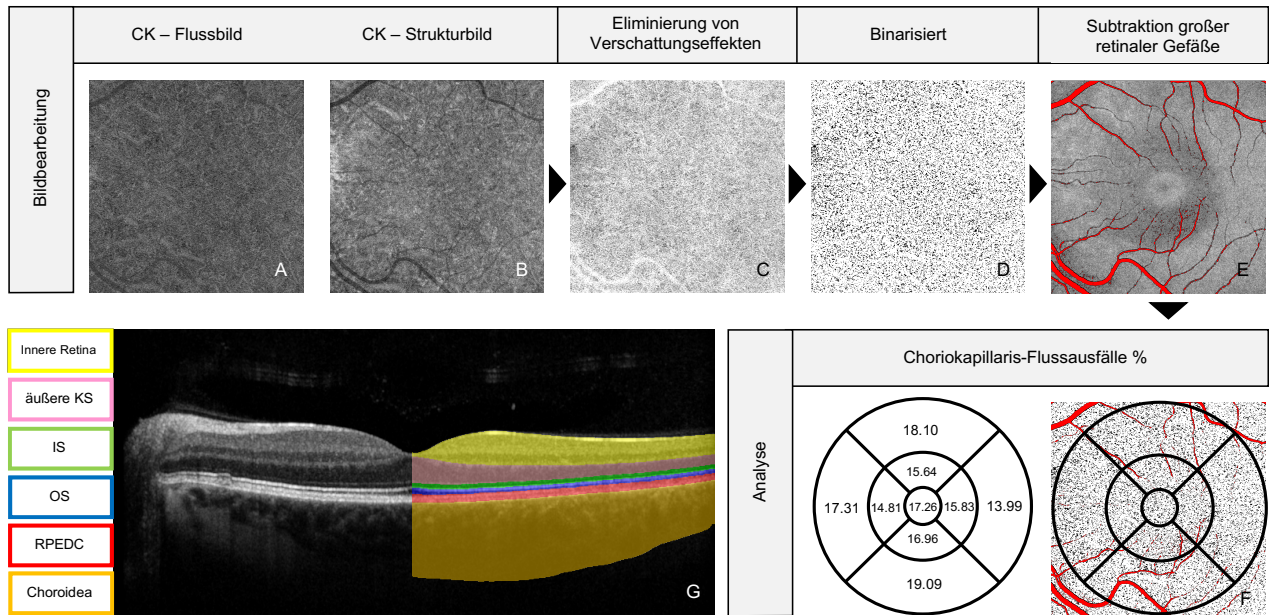 Bildbearbeitung
CK – Flussbild
CK – Strukturbild
Eliminierung von
Verschattungseffekten
Binarisiert
Subtraktion großer
retinaler Gefäße
A
B
C
D
E
Innere Retina
äußere KS
IS
OS
RPEDC
Choroidea
G
Analyse
Choriokapillaris-Flussausfälle %
18.10
15.64
17.31
14.81
17.26
15.83
13.99
16.96
19.09
F